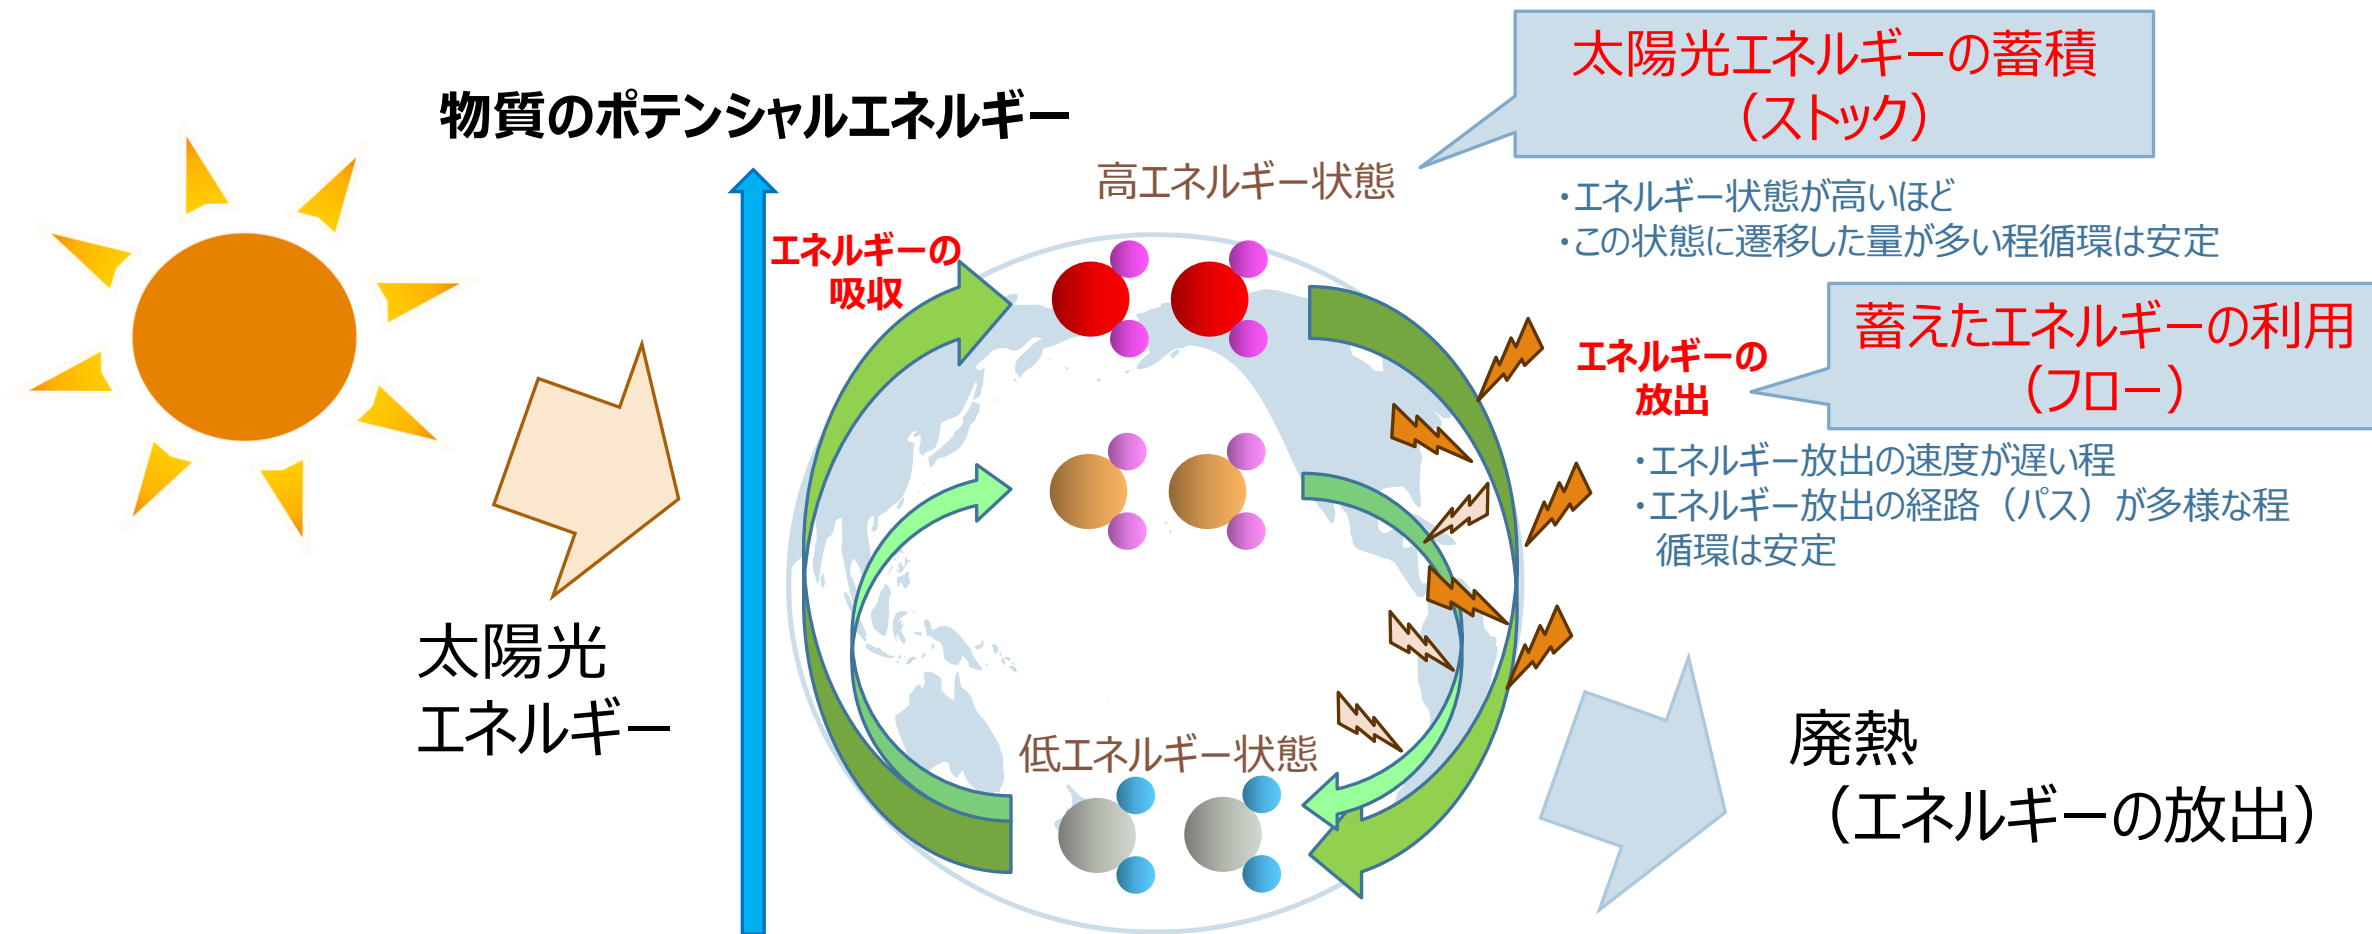 太陽光エネルギーの蓄積
（ストック）
物質のポテンシャルエネルギー
高エネルギー状態
・エネルギー状態が高いほど
・この状態に遷移した量が多い程循環は安定
エネルギーの
吸収
蓄えたエネルギーの利用
（フロー）
エネルギーの
放出
・エネルギー放出の速度が遅い程
・エネルギー放出の経路（パス）が多様な程
循環は安定
太陽光
エネルギー
低エネルギー状態
廃熱
（エネルギーの放出）